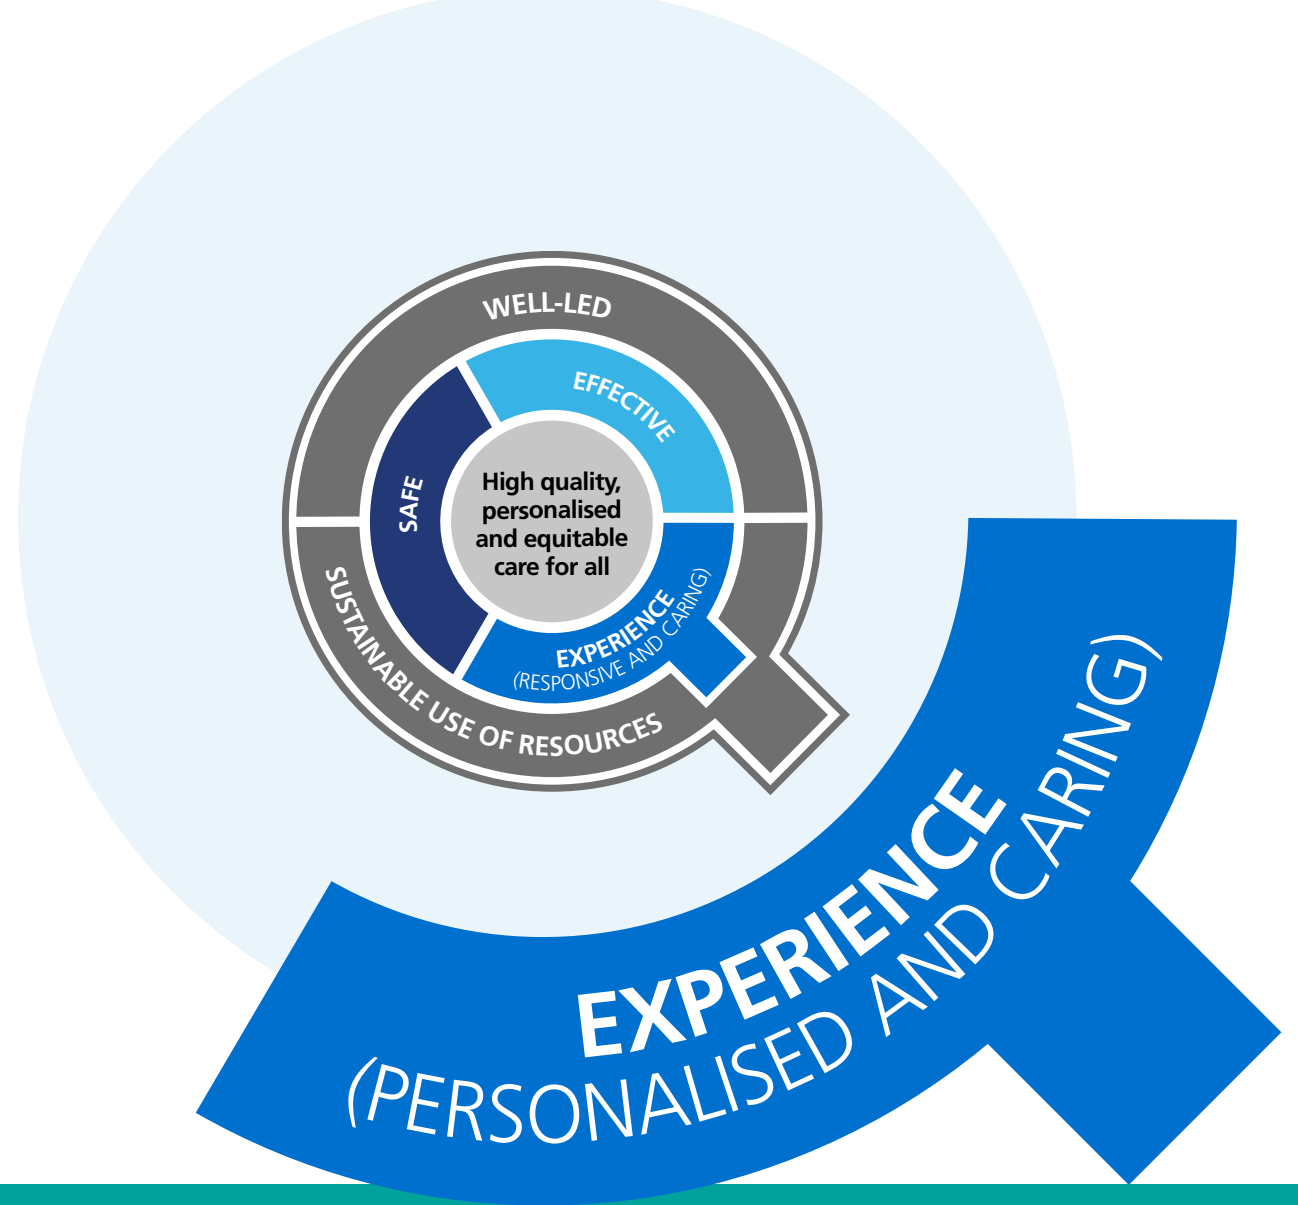 WELL-LED
EFFECTIVE
SAFE
High quality,
personalised
and equitable
care for all
EXPERIENCE
(RESPONSIVE AND CARING)
SUSTAINABLE USE OF RESOURCES
EXPERIENCE
(PERSONALISED AND CARING)